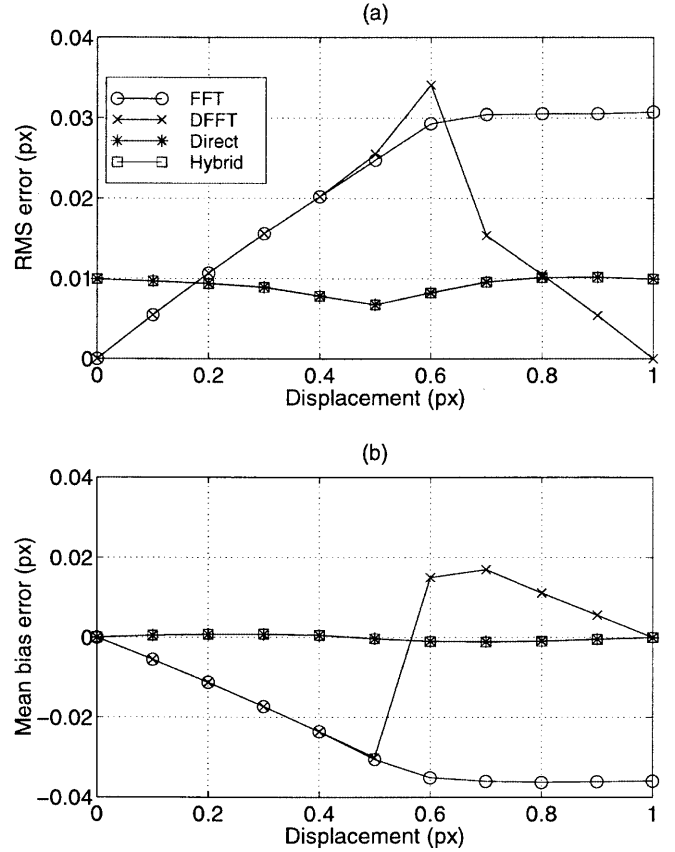 (a)
0.04
0.03
0.02
0.01
0
RMS error (px)
FFT
DFFT
Direct
Hybrid
0 0.2 0.4 0.6 0.8 1
Displacement (px)
(b)
0.04
0.02
0
−0.02
−0.04
Mean bias error (px)
0 0.2 0.4 0.6 0.8 1
Displacement (px)